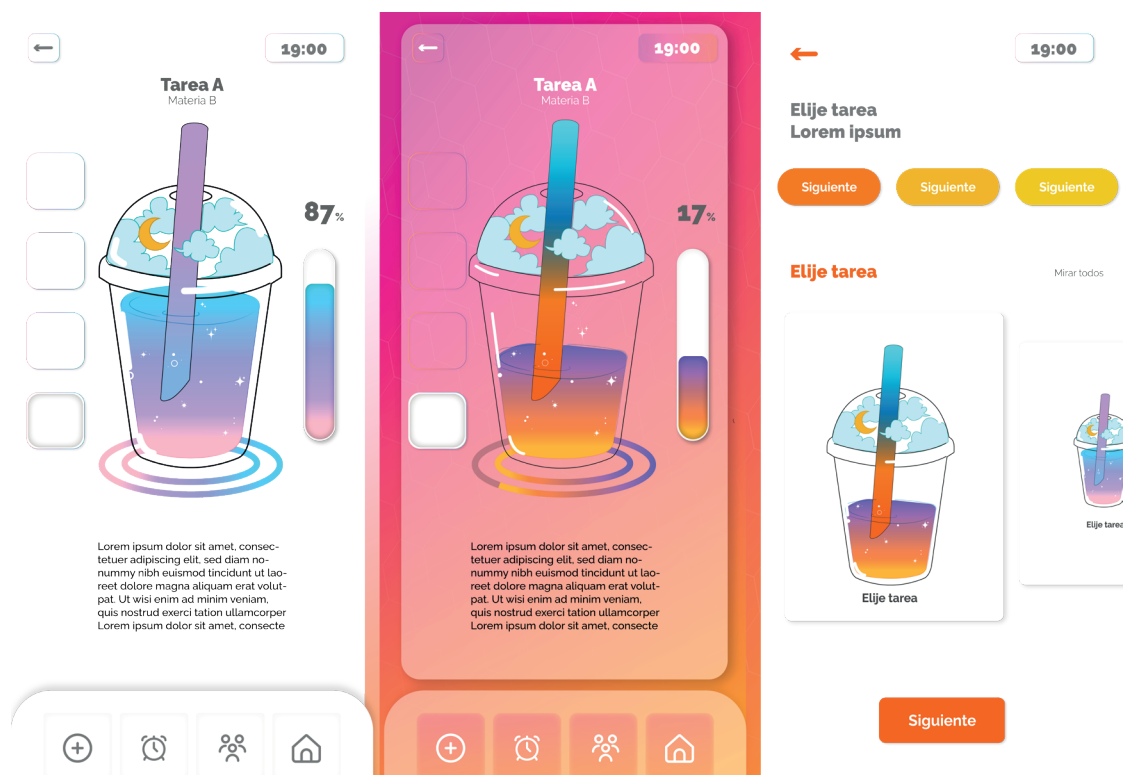 19:00
Tarea A
Materia B
87%
Lorem ipsum dolor sit amet, consec-
tetuer adipiscing elit, sed diam no-
nummy nibh euismod tincidunt ut lao-
reet dolore magna aliquam erat volut-
pat. Ut wisi enim ad minim veniam,
quis nostrud exerci tation ullamcorper
Lorem ipsum dolor sit amet, consecte
19:00
Tarea A
Materia B
17%
Lorem ipsum dolor sit amet, consec-
tetuer adipiscing elit, sed diam no-
nummy nibh euismod tincidunt ut lao-
reet dolore magna aliquam erat volut-
pat. Ut wisi enim ad minim veniam,
quis nostrud exerci tation ullamcorper
Lorem ipsum dolor sit amet, consecte
19:00
Elije tarea
Lorem ipsum
Siguiente
Siguiente
Siguiente
Elije tarea
Mirar todos
Elije tarea
Elije tarea
Siguiente